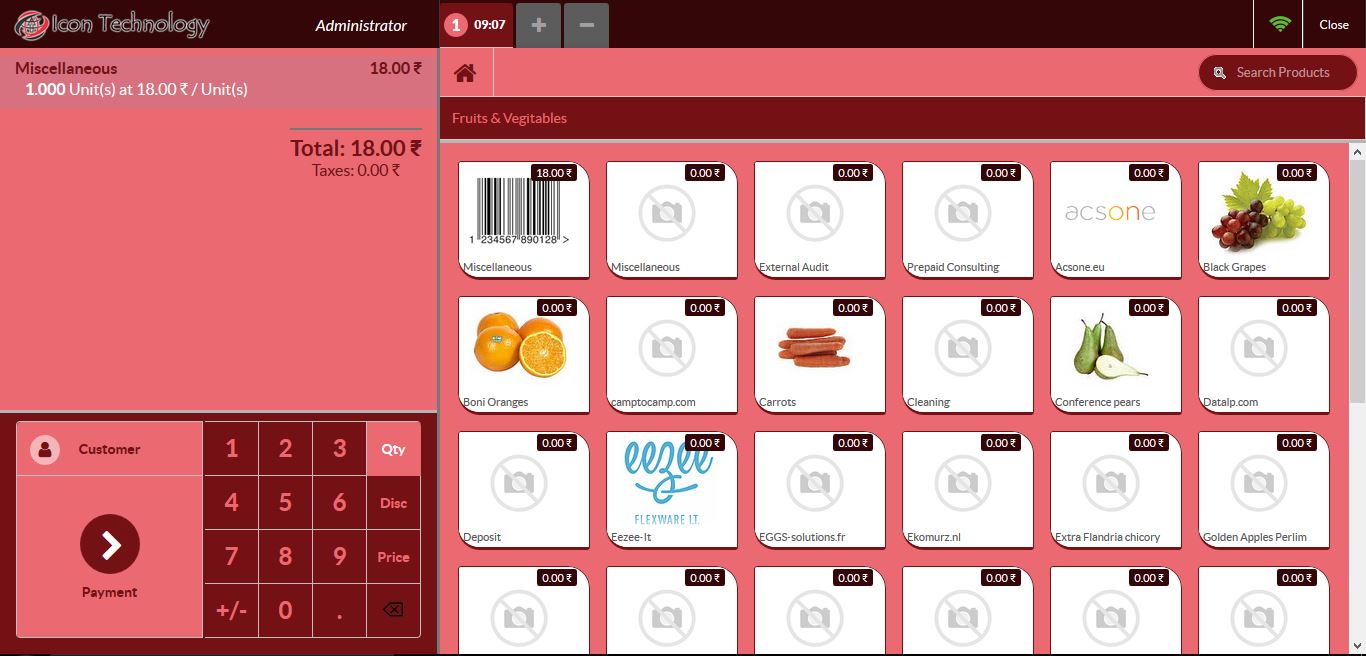 Icon Technology
Administrator
1 09:07 + −
Close
Miscellaneous 18.00 ₹
1.000 Unit(s) at 18.00 ₹ / Unit(s)
Total: 18.00 ₹
Taxes: 0.00 ₹
Search Products
Fruits & Vegitables
18.00 ₹
1 234567 890128 >
Miscellaneous
0.00 ₹
Miscellaneous
0.00 ₹
External Audit
0.00 ₹
Prepaid Consulting
0.00 ₹
acsone
Acsone.eu
0.00 ₹
Black Grapes
0.00 ₹
Boni Oranges
0.00 ₹
camptocamp.com
0.00 ₹
Carrots
0.00 ₹
Cleaning
0.00 ₹
Conference pears
0.00 ₹
Datalp.com
0.00 ₹
Deposit
0.00 ₹
eezee
FLEXWARE I.T.
Eezee-It
0.00 ₹
EGGS-solutions.fr
0.00 ₹
Ekomurz.nl
0.00 ₹
Extra Flandria chicory
0.00 ₹
Golden Apples Perlim
0.00 ₹
0.00 ₹
0.00 ₹
0.00 ₹
0.00 ₹
0.00 ₹
Customer
Payment
1 2 3 Qty
4 5 6 Disc
7 8 9 Price
+/- 0 .